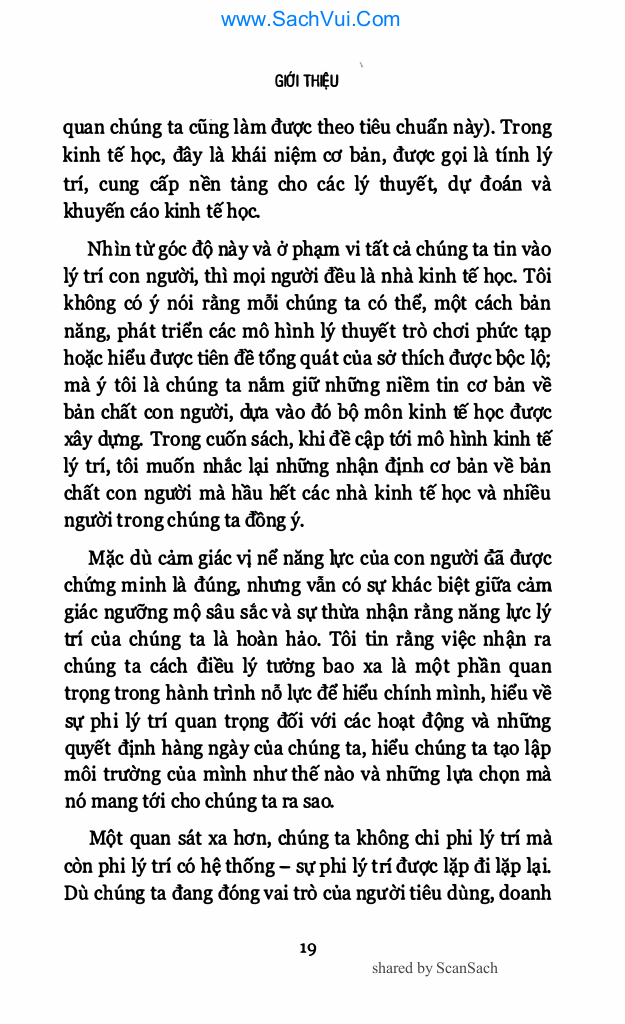 www.SachVui.Com
GIỚI THIỆU
quan chúng ta cũng làm được theo tiêu chuẩn này). Trong
kinh tế học, đây là khái niệm cơ bản, được gọi là tính lý
trí, cung cấp nền tảng cho các lý thuyết, dự đoán và
khuyến cáo kinh tế học.
Nhìn từ góc độ này và ở phạm vi tất cả chúng ta tin vào
lý trí con người, thì mọi người đều là nhà kinh tế học. Tôi
không có ý nói rằng mỗi chúng ta có thể, một cách bản
năng, phát triển các mô hình lý thuyết trò chơi phức tạp
hoặc hiểu được tiên đề tổng quát của sở thích được bộc lộ;
mà ý tôi là chúng ta nắm giữ những niềm tin cơ bản về
bản chất con người, dựa vào đó bộ môn kinh tế học được
xây dựng. Trong cuốn sách, khi đề cập tới mô hình kinh tế
lý trí, tôi muốn nhắc lại những nhận định cơ bản về bản
chất con người mà hầu hết các nhà kinh tế học và nhiều
người trong chúng ta đồng ý.
Mặc dù cảm giác vị nể năng lực của con người đã được
chứng minh là đúng, nhưng vẫn có sự khác biệt giữa cảm
giác ngưỡng mộ sâu sắc và sự thừa nhận rằng năng lực lý
trí của chúng ta là hoàn hảo. Tôi tin rằng việc nhận ra
chúng ta cách điều lý tưởng bao xa là một phần quan
trọng trong hành trình nỗ lực để hiểu chính mình, hiểu về
sự phi lý trí quan trọng đối với các hoạt động và những
quyết định hàng ngày của chúng ta, hiểu chúng ta tạo lập
môi trường của mình như thế nào và những lựa chọn mà
nó mang tới cho chúng ta ra sao.
Một quan sát xa hơn, chúng ta không chỉ phi lý trí mà
còn phi lý trí có hệ thống – sự phi lý trí được lặp đi lặp lại.
Dù chúng ta đang đóng vai trò của người tiêu dùng, doanh
19
shared by ScanSach